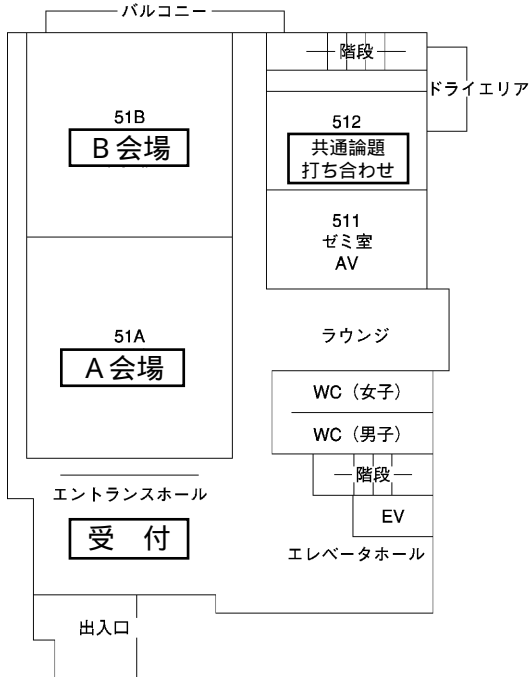 バルコニー
階段
ドライエリア
51B
B会場
512
共通論題
打ち合わせ
511
ゼミ室
AV
51A
A会場
ラウンジ
WC（女子）
WC（男子）
階段
エントランスホール
EV
受　付
エレベータホール
出入口